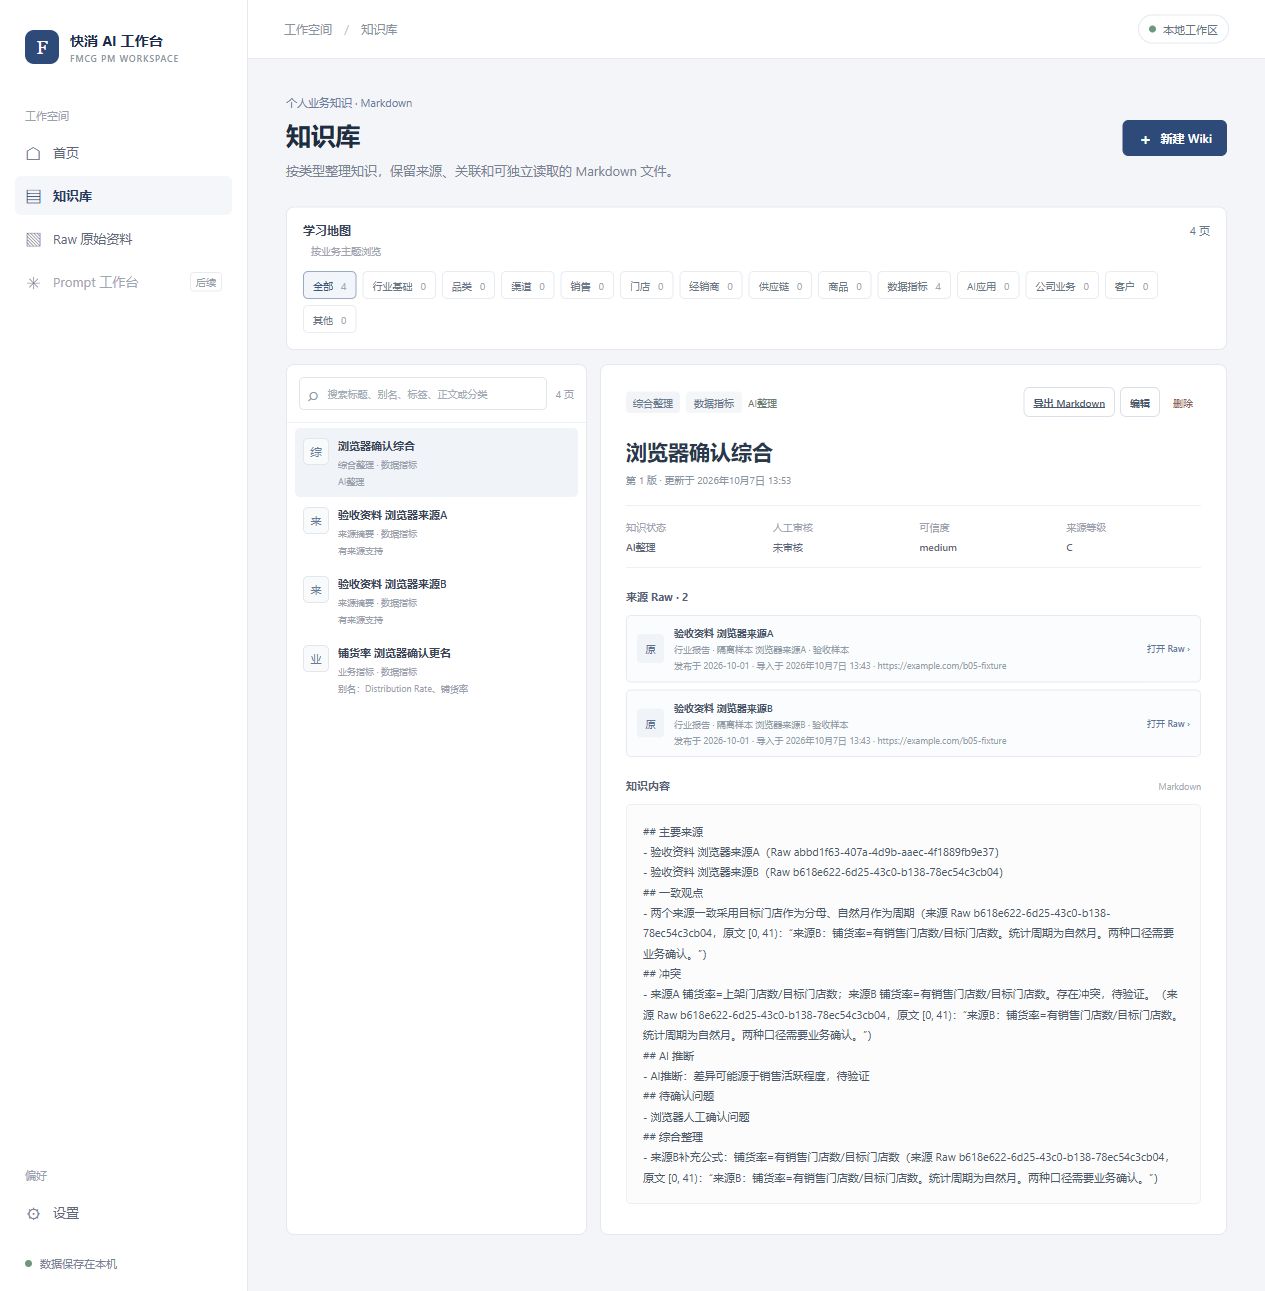 F
快消 AI 工作台
FMCG PM WORKSPACE
工作空间
首页
知识库
Raw 原始资料
Prompt 工作台 后续
偏好
设置
数据保存在本机
工作空间 / 知识库
本地工作区
个人业务知识 · Markdown
知识库
按类型整理知识，保留来源、关联和可独立读取的 Markdown 文件。
+ 新建 Wiki
学习地图
4 页
按业务主题浏览
全部 4 行业基础 0 品类 0 渠道 0 销售 0 门店 0 经销商 0 供应链 0 商品 0 数据指标 4 AI应用 0 公司业务 0 客户 0
其他 0
搜索标题、别名、标签、正文或分类 4 页
综
浏览器确认综合
综合整理 · 数据指标
AI整理
来
验收资料 浏览器来源A
来源摘要 · 数据指标
有来源支持
来
验收资料 浏览器来源B
来源摘要 · 数据指标
有来源支持
业
铺货率 浏览器确认更名
业务指标 · 数据指标
别名：Distribution Rate、铺货率
综合整理 数据指标 AI整理
导出 Markdown 编辑 删除
浏览器确认综合
第 1 版 · 更新于 2026年10月7日 13:53
知识状态 人工审核 可信度 来源等级
AI整理 未审核 medium C
来源 Raw · 2
原
验收资料 浏览器来源A
行业报告 · 隔离样本 浏览器来源A · 验收样本
发布于 2026-10-01 · 导入于 2026年10月7日 13:43 · https://example.com/b05-fixture
打开 Raw ›
原
验收资料 浏览器来源B
行业报告 · 隔离样本 浏览器来源B · 验收样本
发布于 2026-10-01 · 导入于 2026年10月7日 13:43 · https://example.com/b05-fixture
打开 Raw ›
知识内容 Markdown
## 主要来源
- 验收资料 浏览器来源A（Raw abbd1f63-407a-4d9b-aaec-4f1889fb9e37）
- 验收资料 浏览器来源B（Raw b618e622-6d25-43c0-b138-78ec54c3cb04）
## 一致观点
- 两个来源一致采用目标门店作为分母、自然月作为周期（来源 Raw b618e622-6d25-43c0-b138-
78ec54c3cb04，原文 [0, 41)：“来源B：铺货率=有销售门店数/目标门店数。统计周期为自然月。两种口径需要
业务确认。”）
## 冲突
- 来源A 铺货率=上架门店数/目标门店数；来源B 铺货率=有销售门店数/目标门店数。存在冲突，待验证。（来
源 Raw b618e622-6d25-43c0-b138-78ec54c3cb04，原文 [0, 41)：“来源B：铺货率=有销售门店数/目标门店数。
统计周期为自然月。两种口径需要业务确认。”）
## AI 推断
- AI推断：差异可能源于销售活跃程度，待验证
## 待确认问题
- 浏览器人工确认问题
## 综合整理
- 来源B补充公式：铺货率=有销售门店数/目标门店数（来源 Raw b618e622-6d25-43c0-b138-78ec54c3cb04，
原文 [0, 41)：“来源B：铺货率=有销售门店数/目标门店数。统计周期为自然月。两种口径需要业务确认。”）